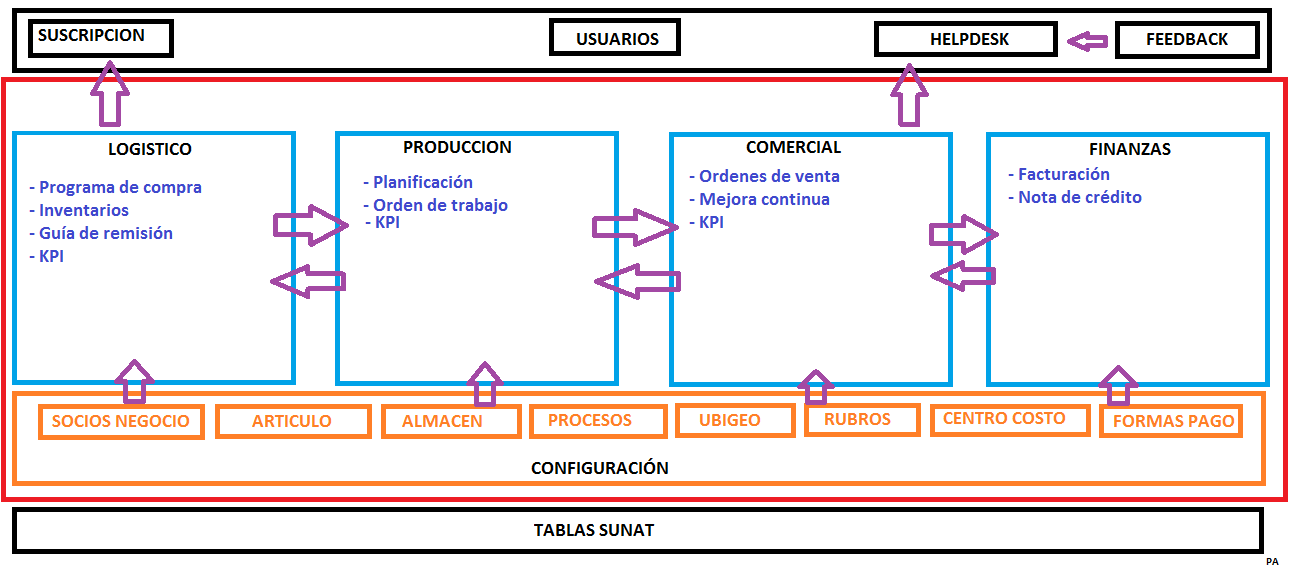 SUSCRIPCION
USUARIOS
HELPDESK
FEEDBACK
LOGISTICO
- Programa de compra
- Inventarios
- Guía de remisión
- KPI
PRODUCCION
- Planificación
- Orden de trabajo
- KPI
COMERCIAL
- Ordenes de venta
- Mejora continua
- KPI
FINANZAS
- Facturación
- Nota de crédito
SOCIOS NEGOCIO
ARTICULO
ALMACEN
PROCESOS
UBIGEO
RUBROS
CENTRO COSTO
FORMAS PAGO
CONFIGURACIÓN
TABLAS SUNAT
PA